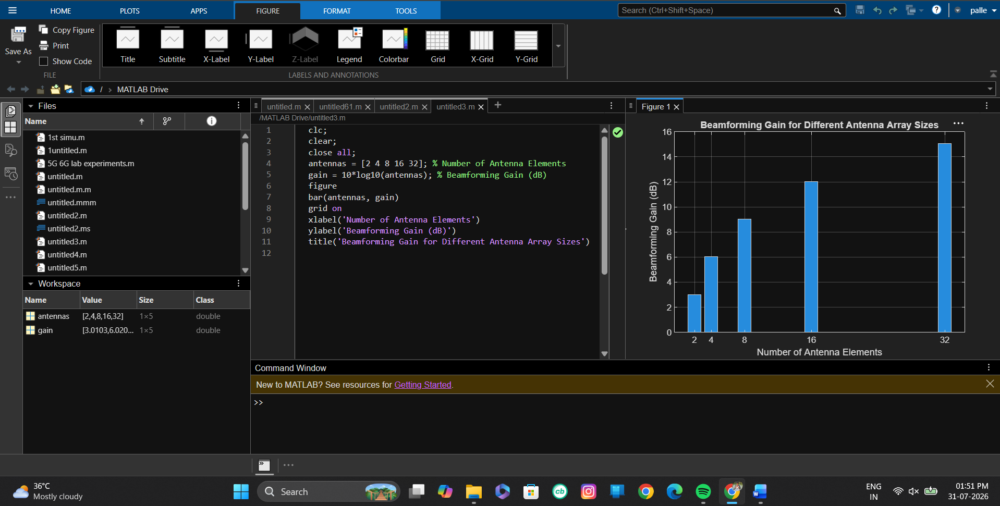 HOME PLOTS APPS FIGURE FORMAT TOOLS Search (Ctrl+Shift+Space) palle
Save As
Copy Figure
Print
Show Code
FILE
Title Subtitle X-Label Y-Label Z-Label Legend Colorbar Grid X-Grid Y-Grid
LABELS AND ANNOTATIONS
/ › MATLAB Drive
Files
Name
1st simu.m
1untitled.m
5G 6G lab experiments.m
untitled.m
untitled.m.m
untitled.mmm
untitled2.m
untitled2.ms
untitled3.m
untitled4.m
untitled5.m
Workspace
Name Value Size Class
antennas [2,4,8,16,32] 1×5 double
gain [3.0103,6.020... 1×5 double
untitled.m untitled61.m untitled2.m untitled3.m
/MATLAB Drive/untitled3.m
1 clc;
2 clear;
3 close all;
4 antennas = [2 4 8 16 32]; % Number of Antenna Elements
5 gain = 10*log10(antennas); % Beamforming Gain (dB)
6 figure
7 bar(antennas, gain)
8 grid on
9 xlabel('Number of Antenna Elements')
10 ylabel('Beamforming Gain (dB)')
11 title('Beamforming Gain for Different Antenna Array Sizes')
12
Figure 1
Beamforming Gain for Different Antenna Array Sizes
Beamforming Gain (dB)
16
14
12
10
8
6
4
2
0
2 4 8 16 32
Number of Antenna Elements
Command Window
New to MATLAB? See resources for Getting Started.
>>
36°C
Mostly cloudy
Search
cb
W
ENG
IN
01:51 PM
31-07-2026